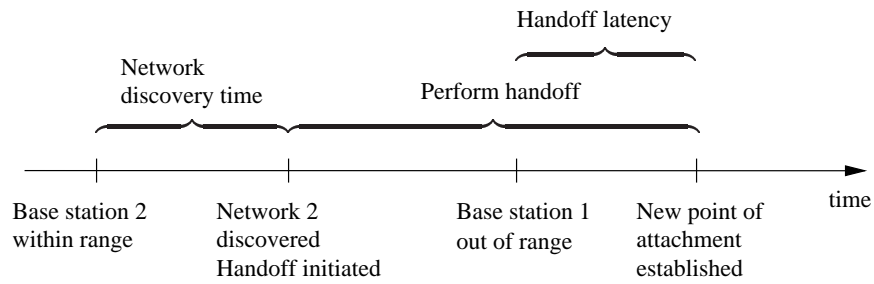 Handoff latency
Network
discovery time
Perform handoff
time
Base station 2
within range
Network 2
discovered
Handoff initiated
Base station 1
out of range
New point of
attachment
established